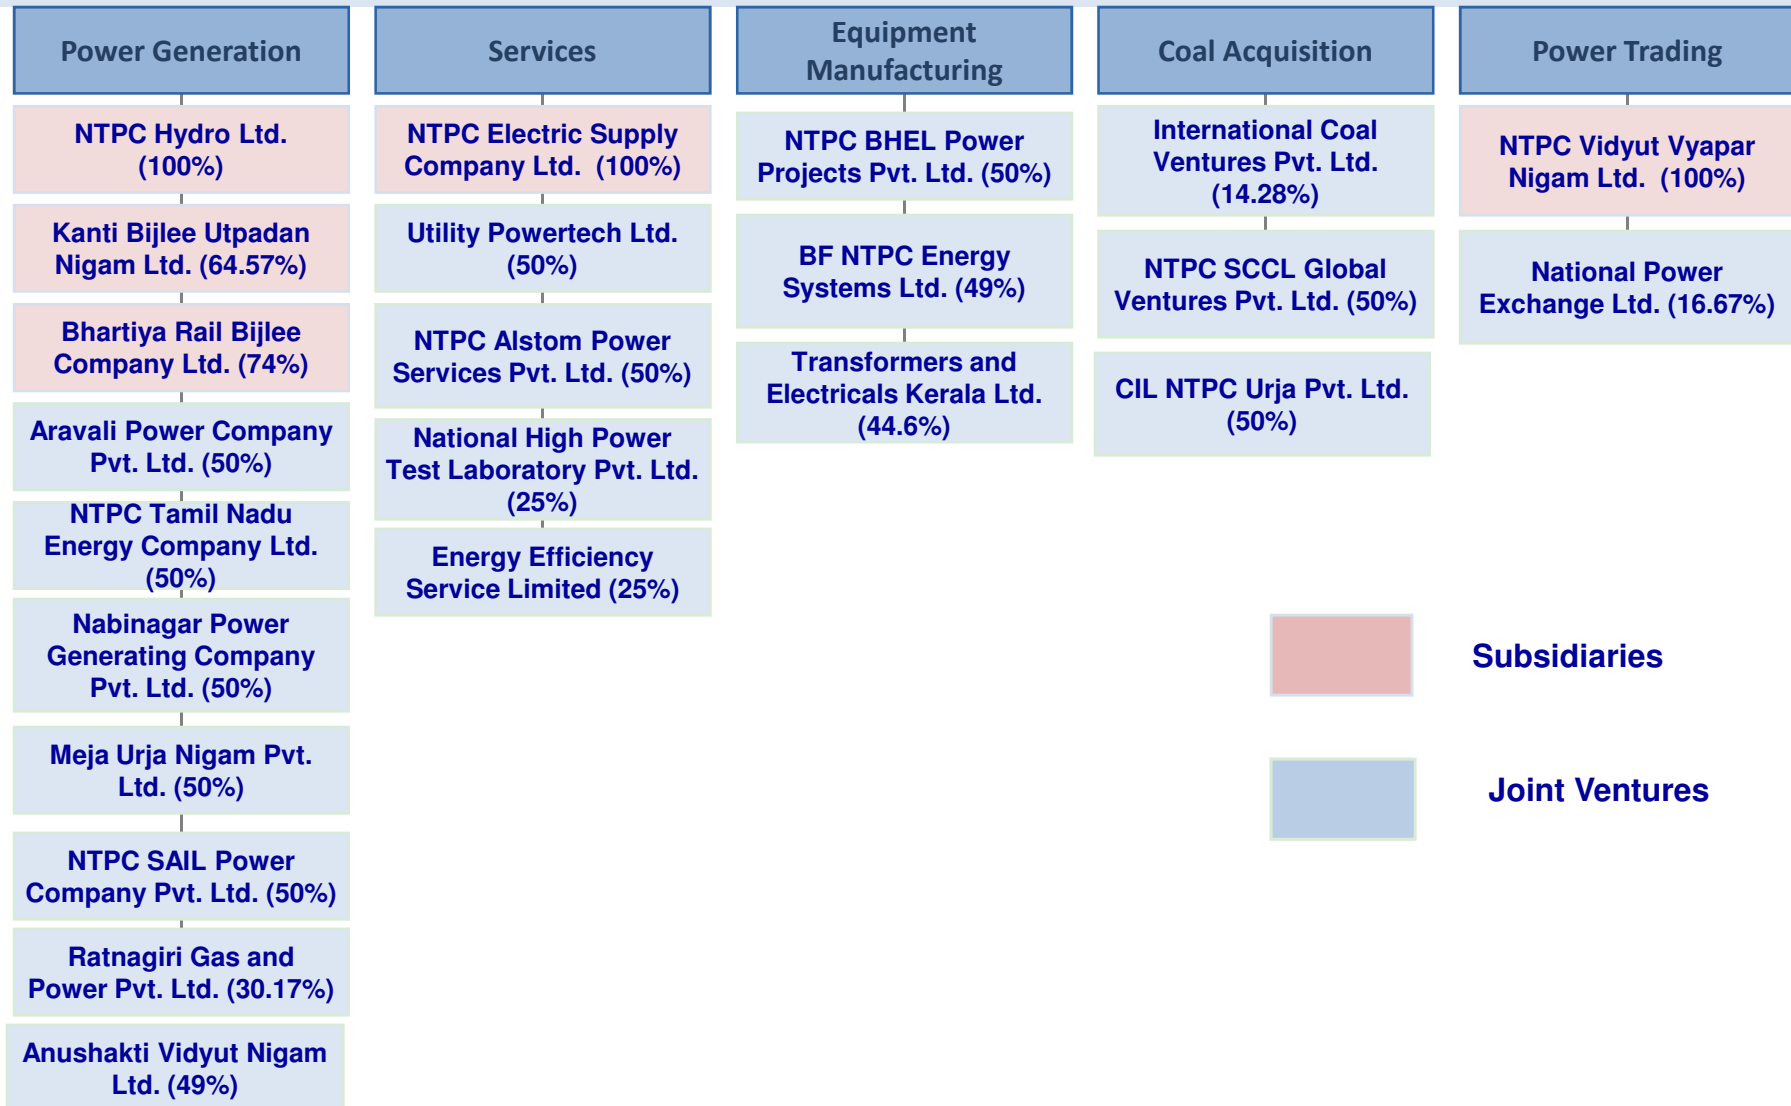 Power Generation
NTPC Hydro Ltd.
(100%)
Kanti Bijlee Utpadan
Nigam Ltd. (64.57%)
Bhartiya Rail Bijlee
Company Ltd. (74%)
Aravali Power Company
Pvt. Ltd. (50%)
NTPC Tamil Nadu
Energy Company Ltd.
(50%)
Nabinagar Power
Generating Company
Pvt. Ltd. (50%)
Meja Urja Nigam Pvt.
Ltd. (50%)
NTPC SAIL Power
Company Pvt. Ltd. (50%)
Ratnagiri Gas and
Power Pvt. Ltd. (30.17%)
Anushakti Vidyut Nigam
Ltd. (49%)
Services
NTPC Electric Supply
Company Ltd. (100%)
Utility Powertech Ltd.
(50%)
NTPC Alstom Power
Services Pvt. Ltd. (50%)
National High Power
Test Laboratory Pvt. Ltd.
(25%)
Energy Efficiency
Service Limited (25%)
Equipment
Manufacturing
NTPC BHEL Power
Projects Pvt. Ltd. (50%)
BF NTPC Energy
Systems Ltd. (49%)
Transformers and
Electricals Kerala Ltd.
(44.6%)
Coal Acquisition
International Coal
Ventures Pvt. Ltd.
(14.28%)
NTPC SCCL Global
Ventures Pvt. Ltd. (50%)
CIL NTPC Urja Pvt. Ltd.
(50%)
Power Trading
NTPC Vidyut Vyapar
Nigam Ltd. (100%)
National Power
Exchange Ltd. (16.67%)
Subsidiaries
Joint Ventures